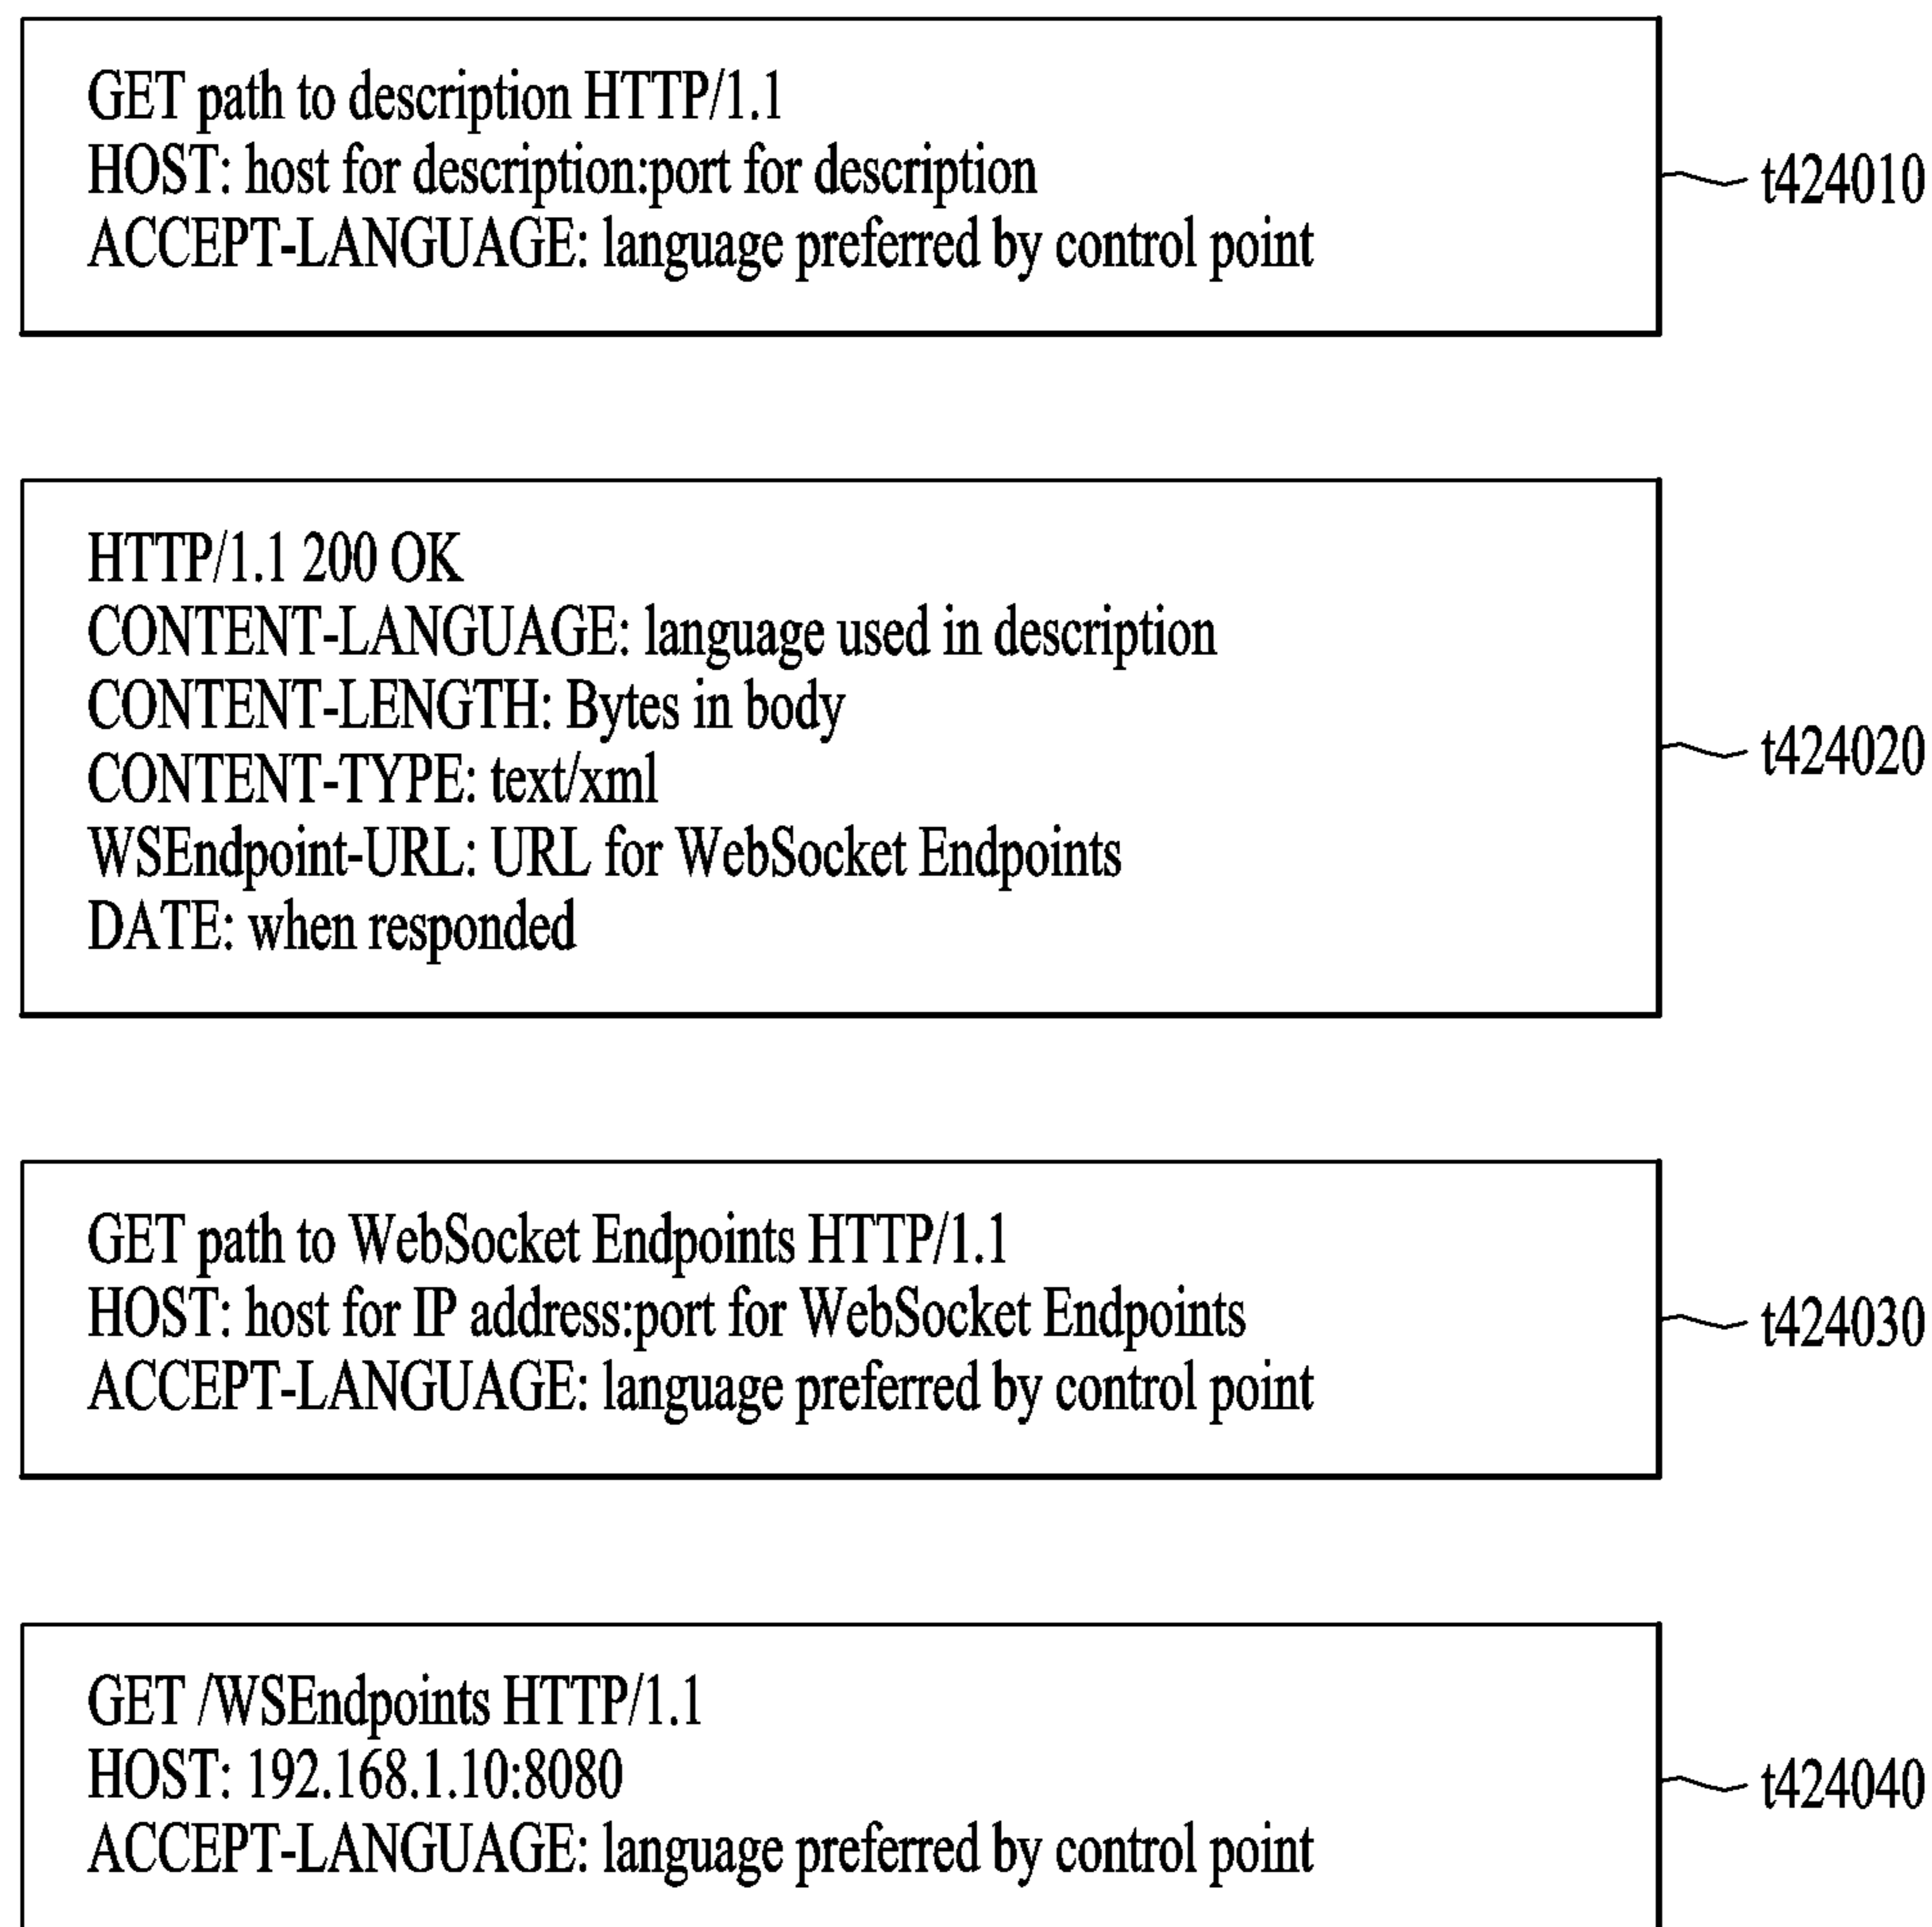 GET path to description HTTP/1.1
HOST: host for description:port for description
ACCEPT-LANGUAGE: language preferred by control point
t424010
HTTP/1.1 200 OK
CONTENT-LANGUAGE: language used in description
CONTENT-LENGTH: Bytes in body
CONTENT-TYPE: text/xml
WSEndpoint-URL: URL for WebSocket Endpoints
DATE: when responded
t424020
GET path to WebSocket Endpoints HTTP/1.1
HOST: host for IP address:port for WebSocket Endpoints
ACCEPT-LANGUAGE: language preferred by control point
t424030
GET /WSEndpoints HTTP/1.1
HOST: 192.168.1.10:8080
ACCEPT-LANGUAGE: language preferred by control point
t424040